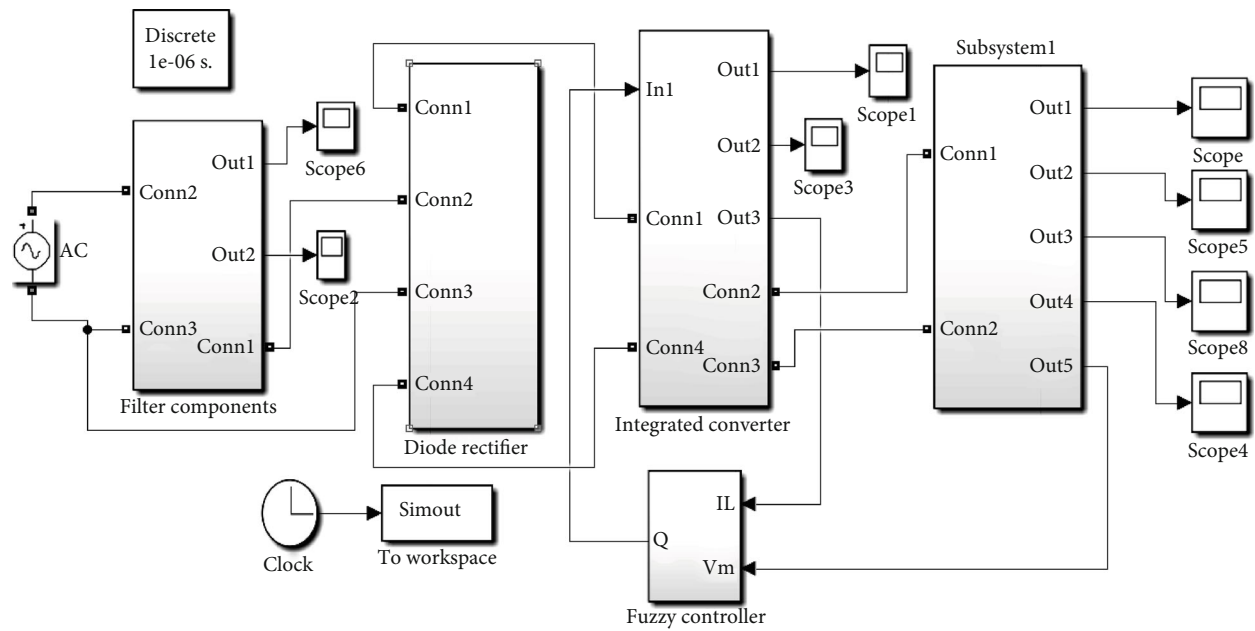 Discrete
1e-06 s.
Out1
Conn2
Out2
Conn3
Conn1
Filter components
AC
Scope6
Scope2
Conn1
Conn2
Conn3
Conn4
Diode rectifier
In1
Out1
Out2
Conn1
Out3
Conn2
Conn4
Conn3
Integrated converter
Scope1
Scope3
Subsystem1
Out1
Conn1
Out2
Out3
Out4
Conn2
Out5
Scope
Scope5
Scope8
Scope4
Clock
Simout
To workspace
IL
Q
Vm
Fuzzy controller